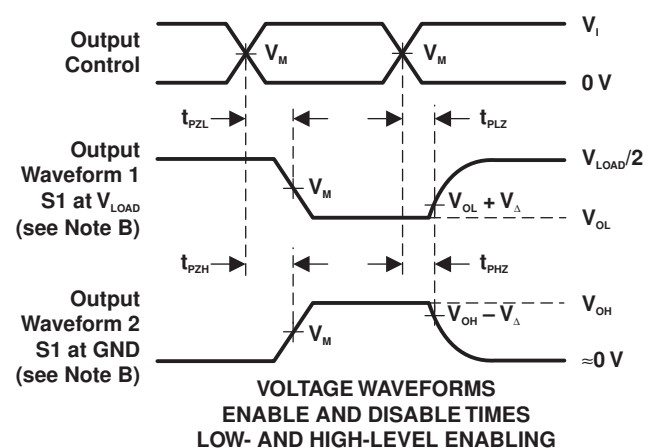 Output
Control
V_M
V_M
V_I
0 V
t_PZL
t_PLZ
Output
Waveform 1
S1 at V_LOAD
(see Note B)
V_M
V_OL + V_Δ
V_LOAD/2
V_OL
t_PZH
t_PHZ
Output
Waveform 2
S1 at GND
(see Note B)
V_M
V_OH – V_Δ
V_OH
≈0 V
VOLTAGE WAVEFORMS
ENABLE AND DISABLE TIMES
LOW- AND HIGH-LEVEL ENABLING